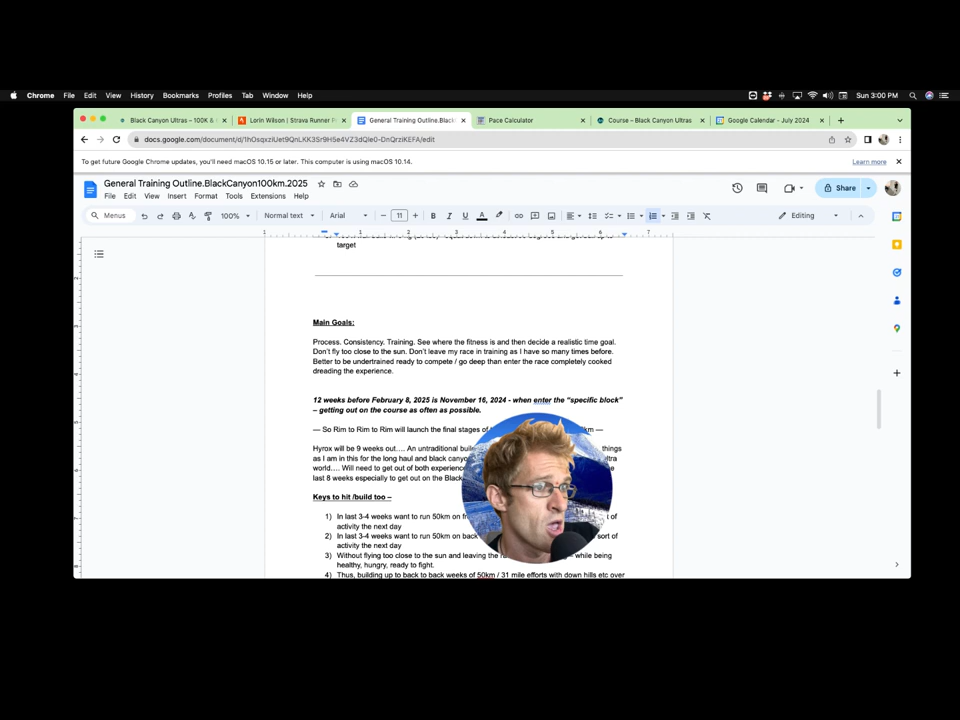 Chrome File Edit View History Bookmarks Profiles Tab Window Help Sun 3:00 PM
Black Canyon Ultras – 100K & Lorin Wilson | Strava Runner P General Training Outline.Black Pace Calculator Course – Black Canyon Ultras Google Calendar - July 2024
docs.google.com/document/d/1hOsqxziUet9QnLKK3Sr9H5e4VZ3dQle0-DnQrziKEFA/edit
To get future Google Chrome updates, you'll need macOS 10.15 or later. This computer is using macOS 10.14. Learn more
General Training Outline.BlackCanyon100km.2025
Share
File Edit View Insert Format Tools Extensions Help
Menus 100% Normal text Arial 11 B I U A Editing
1 1 2 3 4 5 6 7
target
Main Goals:
Process. Consistency. Training. See where the fitness is and then decide a realistic time goal.
Don't fly too close to the sun. Don't leave my race in training as I have so many times before.
Better to be undertrained ready to compete / go deep than enter the race completely cooked
dreading the experience.
12 weeks before February 8, 2025 is November 16, 2024 - when enter the “specific block”
– getting out on the course as often as possible.
— So Rim to Rim to Rim will launch the final stages of km —
Hyrox will be 9 weeks out…. An untraditional things
as I am in this for the long haul and black
world…. Will need to get out of both
last 8 weeks especially to get out on the
Keys to hit /build too –
1) In last 3-4 weeks want to run 50km on of
activity the next day
2) In last 3-4 weeks want to run 50km on back sort of
activity the next day
3) Without flying too close to the sun and leaving the while being
healthy, hungry, ready to fight.
4) Thus, building up to back to back weeks of 50km / 31 mile efforts with down hills etc over